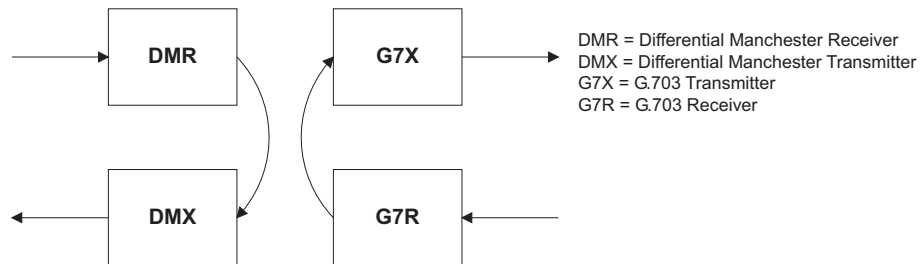 DMR
G7X
DMX
G7R
DMR = Differential Manchester Receiver
DMX = Differential Manchester Transmitter
G7X = G.703 Transmitter
G7R = G.703 Receiver